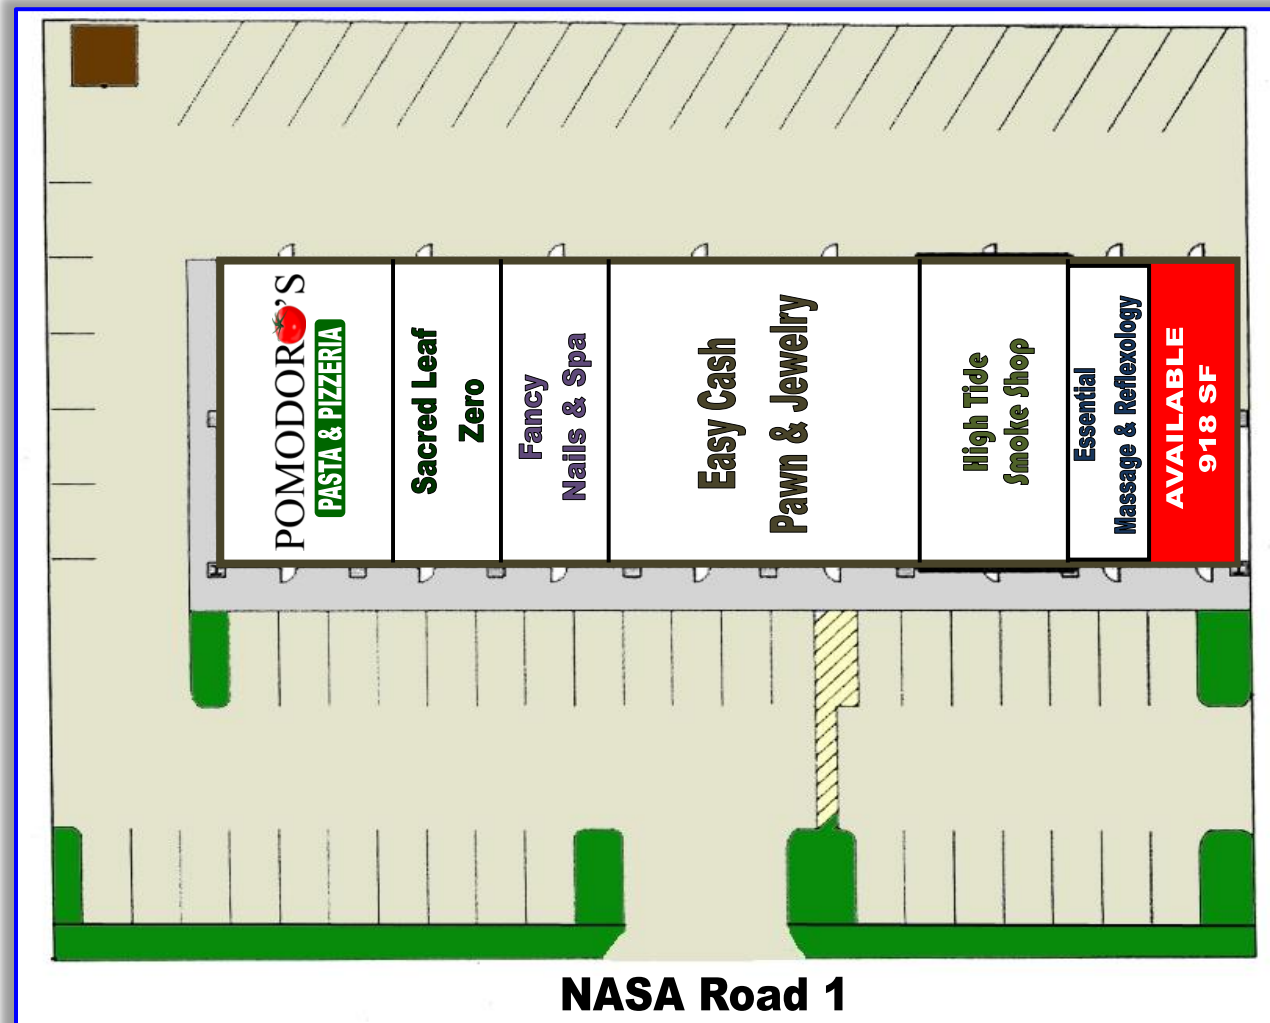 POMODORO'S
PASTA & PIZZERIA
Sacred Leaf
Zero
Fancy
Nails & Spa
Easy Cash
Pawn & Jewelry
High Tide
Smoke Shop
Essential
Massage & Reflexology
AVAILABLE
918 SF
NASA Road 1